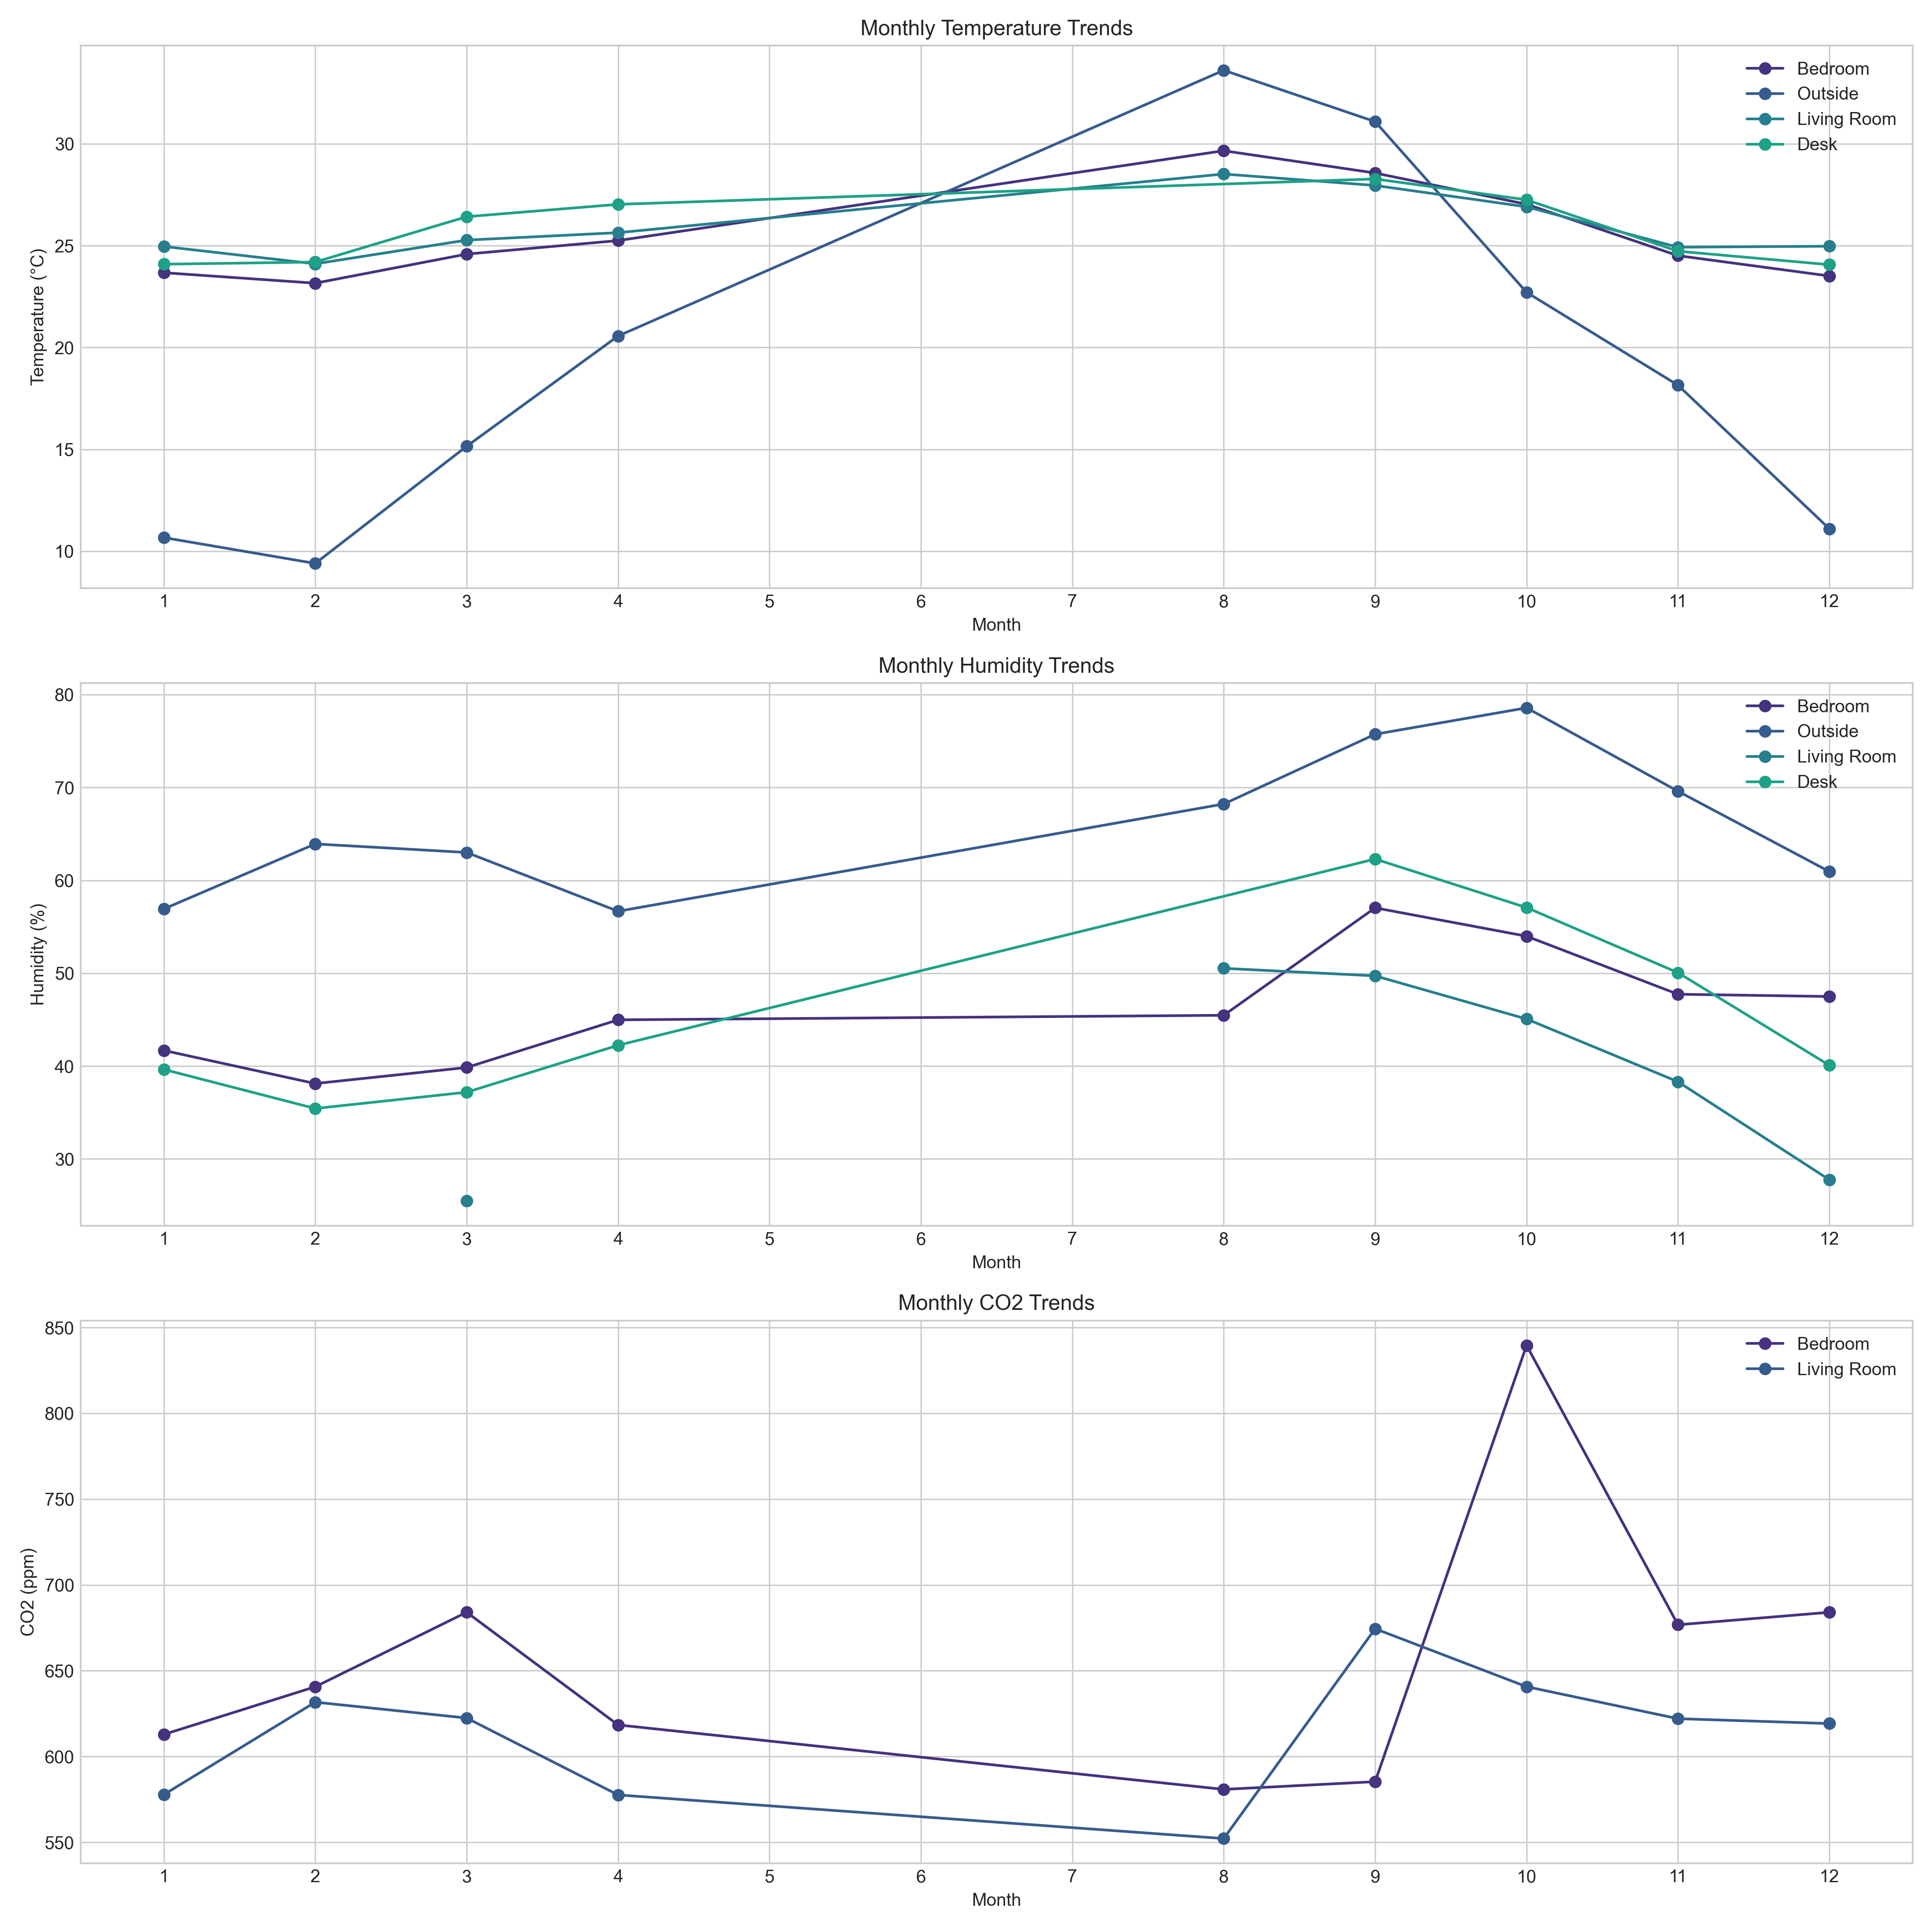 Monthly Temperature Trends
Temperature (°C)
30
25
20
15
10
Bedroom
Outside
Living Room
Desk
1 2 3 4 5 6 7 8 9 10 11 12
Month
Monthly Humidity Trends
Humidity (%)
80
70
60
50
40
30
Bedroom
Outside
Living Room
Desk
1 2 3 4 5 6 7 8 9 10 11 12
Month
Monthly CO2 Trends
CO2 (ppm)
850
800
750
700
650
600
550
Bedroom
Living Room
1 2 3 4 5 6 7 8 9 10 11 12
Month